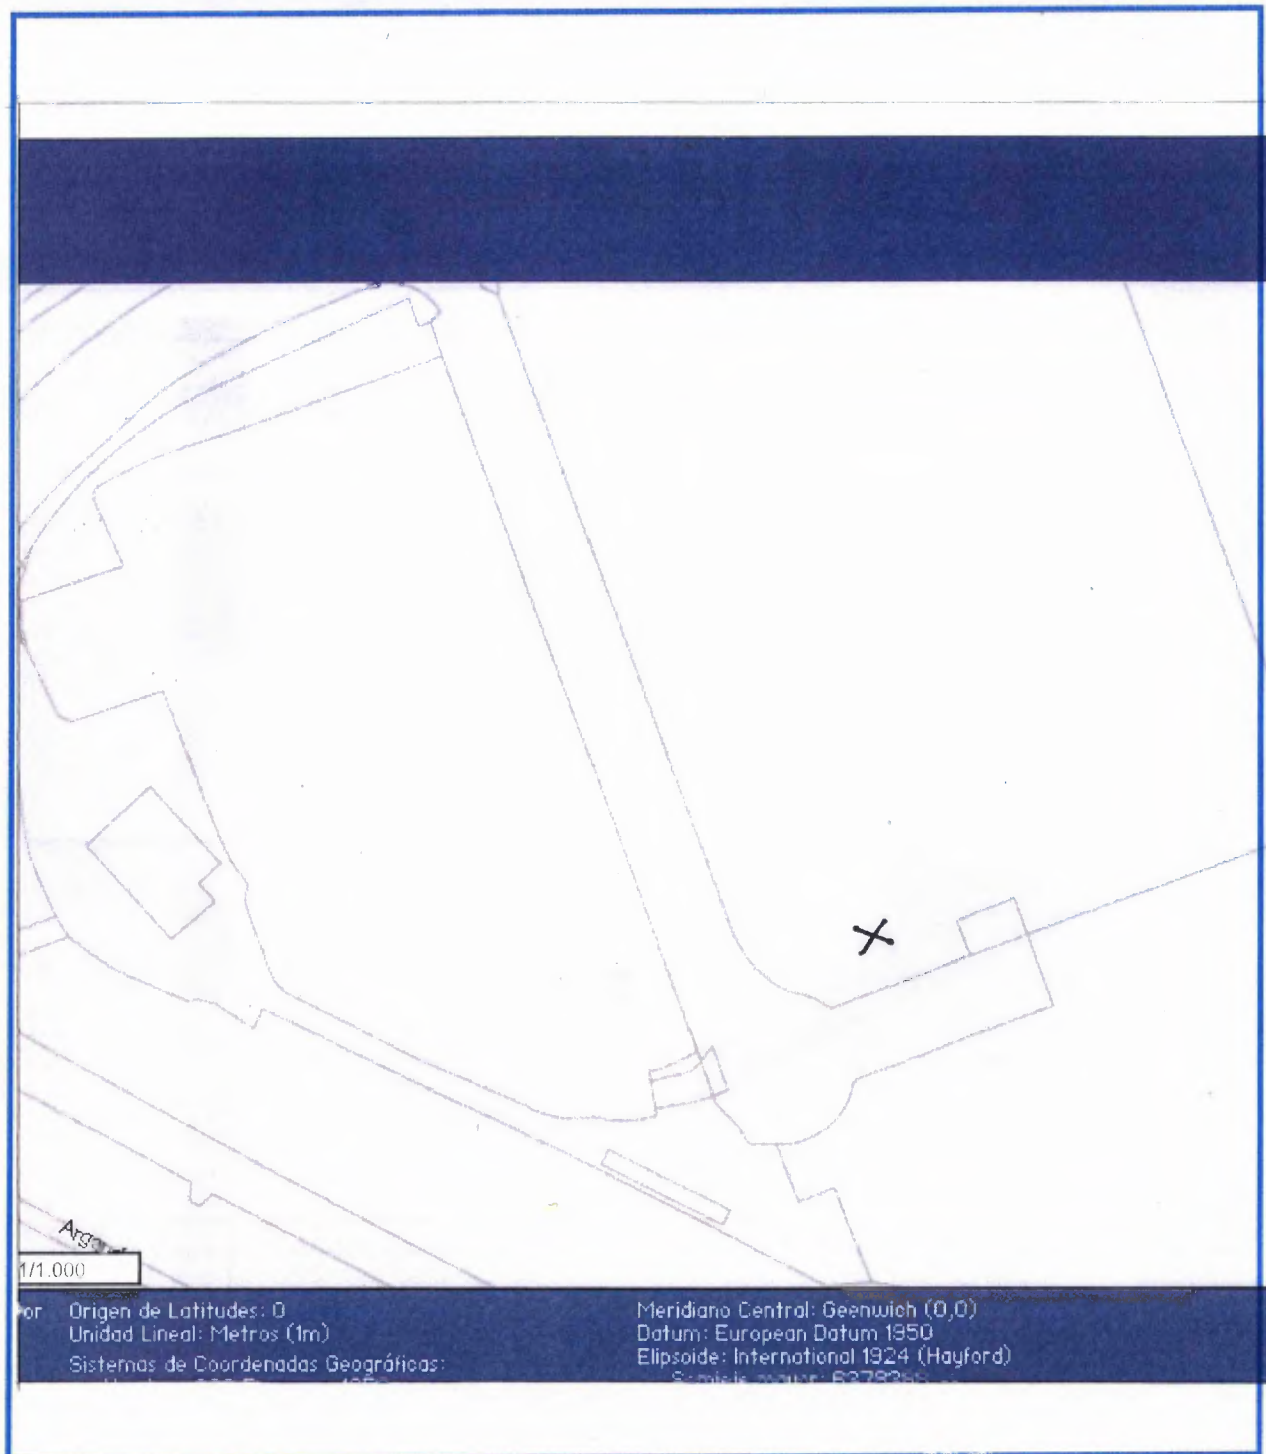 1/1.000
or Origen de Latitudes: 0
Unidad Lineal: Metros (1m)
Sistemas de Coordenadas Geográficas:
Meridiano Central: Geenwich (0,0)
Datum: European Datum 1950
Elipsoide: International 1924 (Hayford)